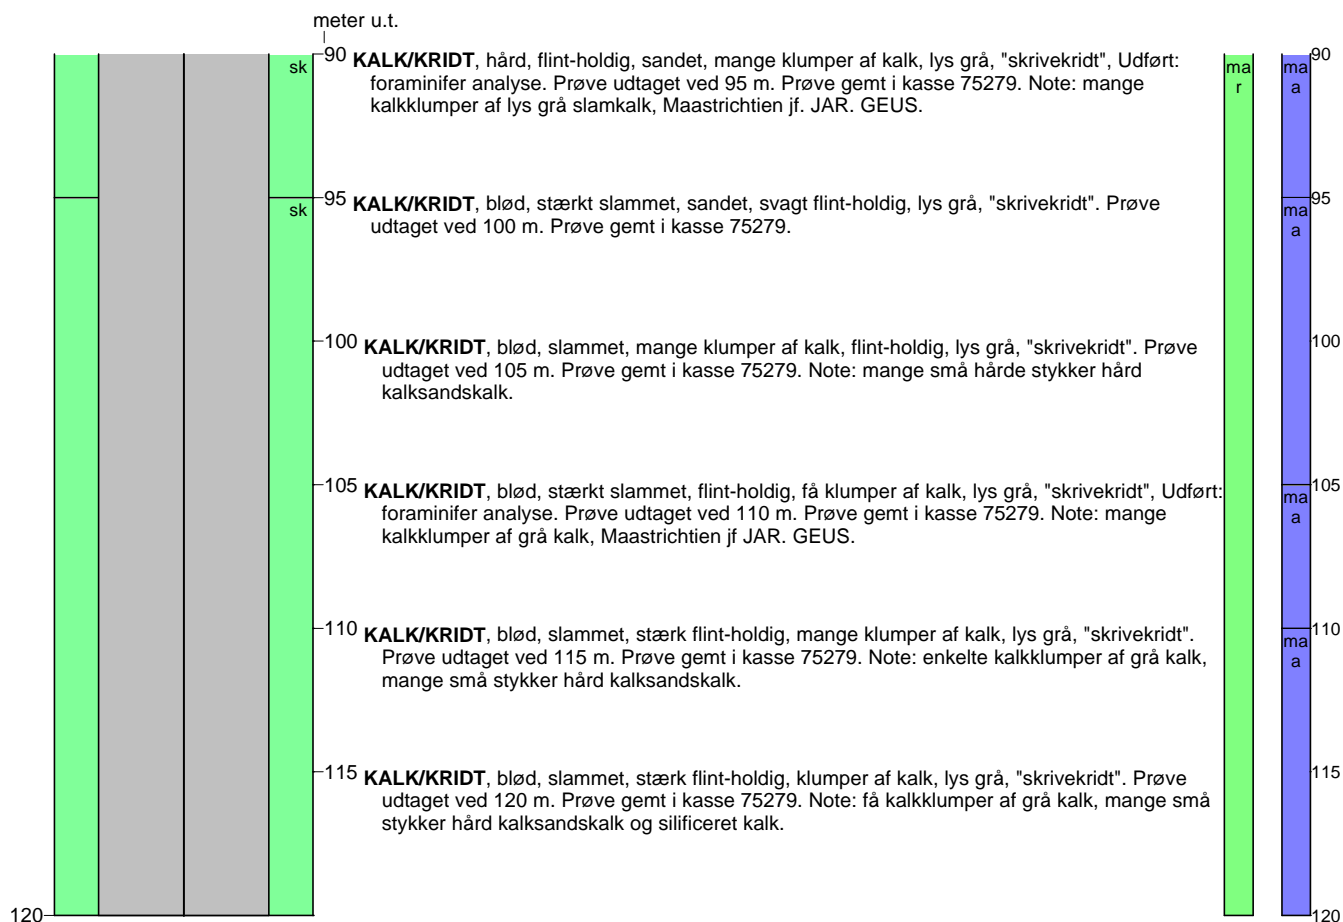 meter u.t.
sk
90 KALK/KRIDT, hård, flint-holdig, sandet, mange klumper af kalk, lys grå, "skrivekridt", Udført:
foraminifer analyse. Prøve udtaget ved 95 m. Prøve gemt i kasse 75279. Note: mange
kalkklumper af lys grå slamkalk, Maastrichtien jf. JAR. GEUS.
ma
r
ma
a
90
sk
95 KALK/KRIDT, blød, stærkt slammet, sandet, svagt flint-holdig, lys grå, "skrivekridt". Prøve
udtaget ved 100 m. Prøve gemt i kasse 75279.
ma
a
95
100 KALK/KRIDT, blød, slammet, mange klumper af kalk, flint-holdig, lys grå, "skrivekridt". Prøve
udtaget ved 105 m. Prøve gemt i kasse 75279. Note: mange små hårde stykker hård
kalksandskalk.
100
105 KALK/KRIDT, blød, stærkt slammet, flint-holdig, få klumper af kalk, lys grå, "skrivekridt", Udført:
foraminifer analyse. Prøve udtaget ved 110 m. Prøve gemt i kasse 75279. Note: mange
kalkklumper af grå kalk, Maastrichtien jf JAR. GEUS.
ma
a
105
110 KALK/KRIDT, blød, slammet, stærk flint-holdig, mange klumper af kalk, lys grå, "skrivekridt".
Prøve udtaget ved 115 m. Prøve gemt i kasse 75279. Note: enkelte kalkklumper af grå kalk,
mange små stykker hård kalksandskalk.
ma
a
110
115 KALK/KRIDT, blød, slammet, stærk flint-holdig, klumper af kalk, lys grå, "skrivekridt". Prøve
udtaget ved 120 m. Prøve gemt i kasse 75279. Note: få kalkklumper af grå kalk, mange små
stykker hård kalksandskalk og silificeret kalk.
115
120
120